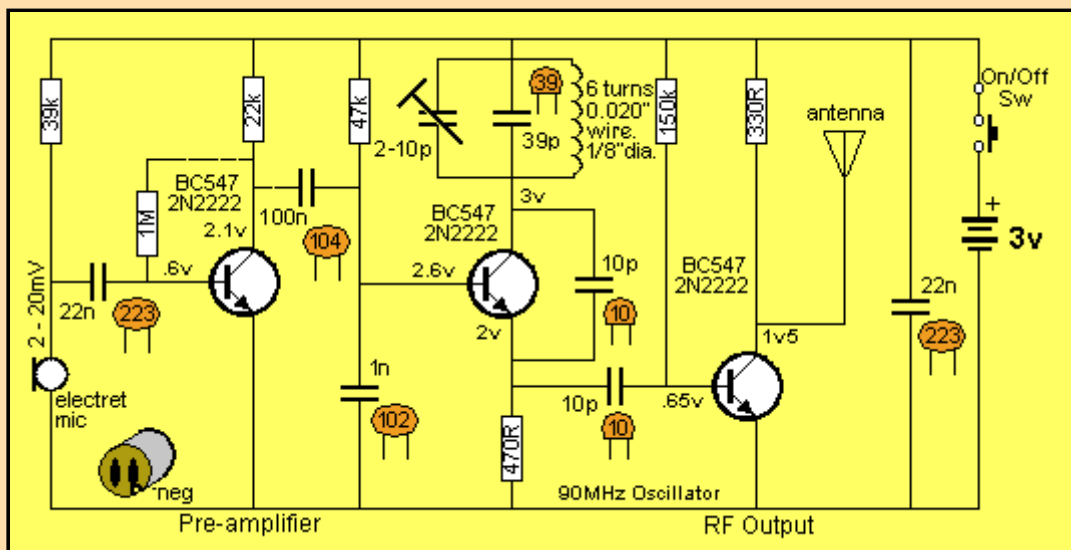 39k
22k
47k
2-10p
39
39p
6 turns
0.020"
wire.
1/8"dia.
150k
330R
antenna
On/Off
Sw
+
3v
1M
BC547
2N2222
2.1v
.6v
100n
104
22n
223
2 - 20mV
electret
mic
neg
3v
BC547
2N2222
2.6v
2v
10p
10
1n
102
10p
10
470R
BC547
2N2222
.65v
1v5
22n
223
90MHz Oscillator
Pre-amplifier
RF Output